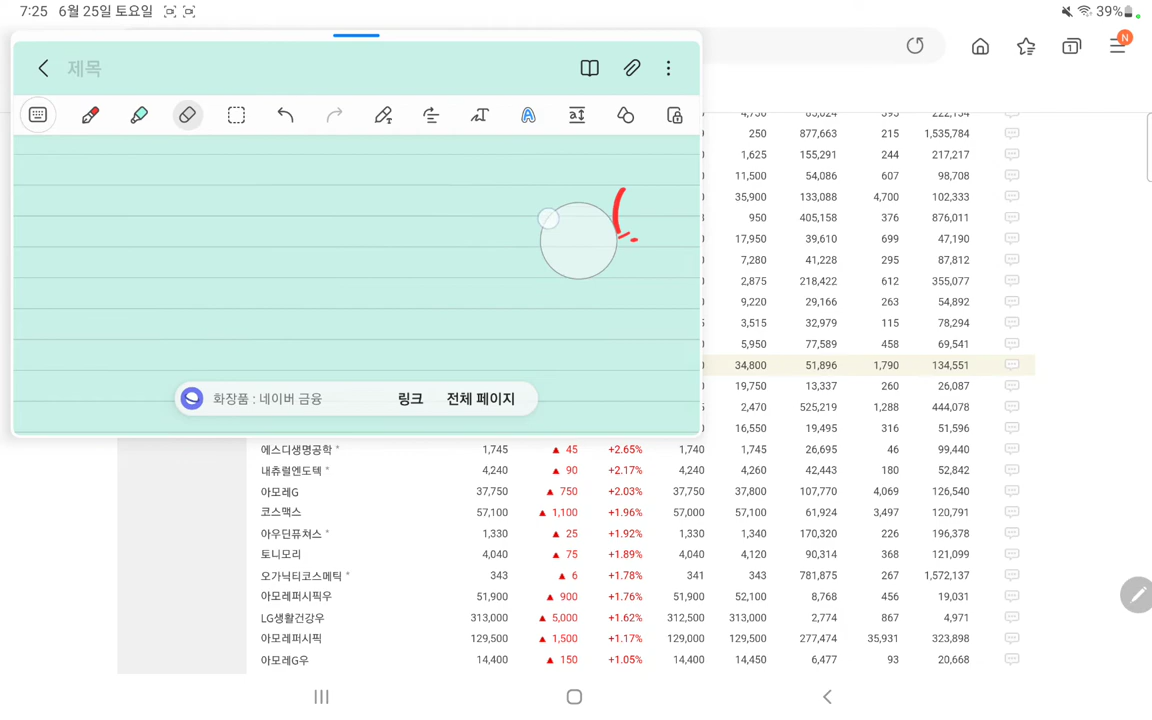 7:25 6월 25일 토요일 39%
N
1
제목
화장품 : 네이버 금융 링크 전체 페이지
250 877,663 215 1,535,784
1,625 155,291 244 217,217
11,500 54,086 607 98,708
35,900 133,088 4,700 102,333
950 405,158 376 876,011
17,950 39,610 699 47,190
7,280 41,228 295 87,812
2,875 218,422 612 355,077
9,220 29,166 263 54,892
3,515 32,979 115 78,294
5,950 77,589 458 69,541
34,800 51,896 1,790 134,551
19,750 13,337 260 26,087
2,470 525,219 1,288 444,078
16,550 19,495 316 51,596
에스디생명공학 * 1,745 ▲ 45 +2.65% 1,740 1,745 26,695 46 99,440
내츄럴엔도텍 * 4,240 ▲ 90 +2.17% 4,240 4,260 42,443 180 52,842
아모레G 37,750 ▲ 750 +2.03% 37,750 37,800 107,770 4,069 126,540
코스맥스 57,100 ▲ 1,100 +1.96% 57,000 57,100 61,924 3,497 120,791
아우딘퓨쳐스 * 1,330 ▲ 25 +1.92% 1,330 1,340 170,320 226 196,378
토니모리 4,040 ▲ 75 +1.89% 4,040 4,120 90,314 368 121,099
오가닉티코스메틱 * 343 ▲ 6 +1.78% 341 343 781,875 267 1,572,137
아모레퍼시픽우 51,900 ▲ 900 +1.76% 51,900 52,100 8,768 456 19,031
LG생활건강우 313,000 ▲ 5,000 +1.62% 312,500 313,000 2,774 867 4,971
아모레퍼시픽 129,500 ▲ 1,500 +1.17% 129,000 129,500 277,474 35,931 323,898
아모레G우 14,400 ▲ 150 +1.05% 14,400 14,450 6,477 93 20,668